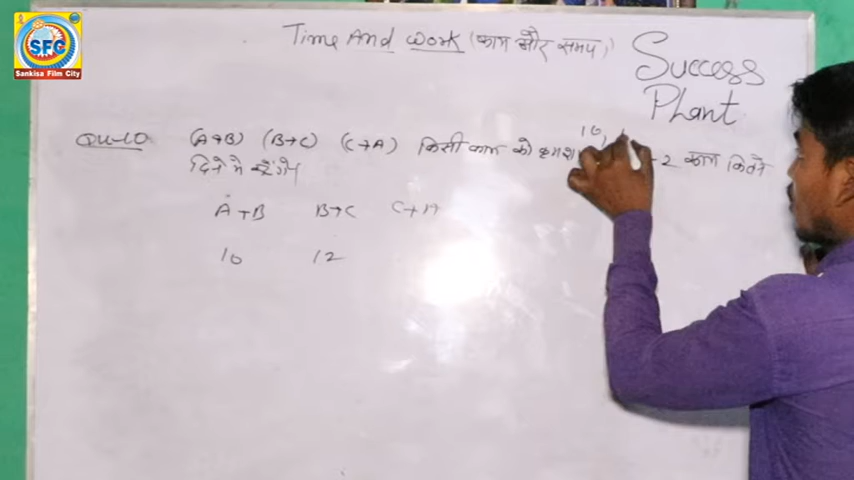 SFC
Sankisa Film City
Time And Work (काम और समय)
Success
Plant
QU-10 (A+B) (B+C) (C+A) किसी काम को क्रमशः 10, 2 काम कितने
दिनो मे करेंगे
A+B B+C C+A
10 12